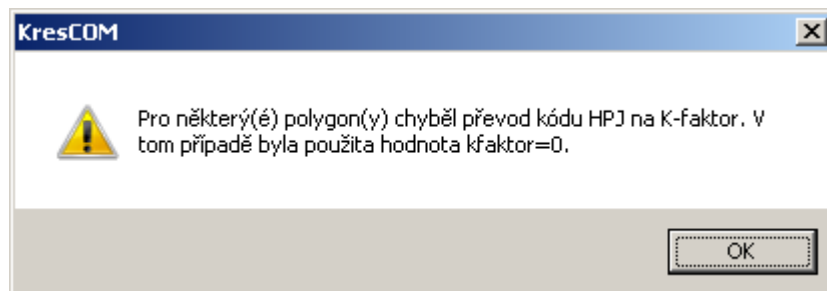 KresCOM
Pro některý(é) polygon(y) chyběl převod kódu HPJ na K-faktor. V
tom případě byla použita hodnota kfaktor=0.
OK